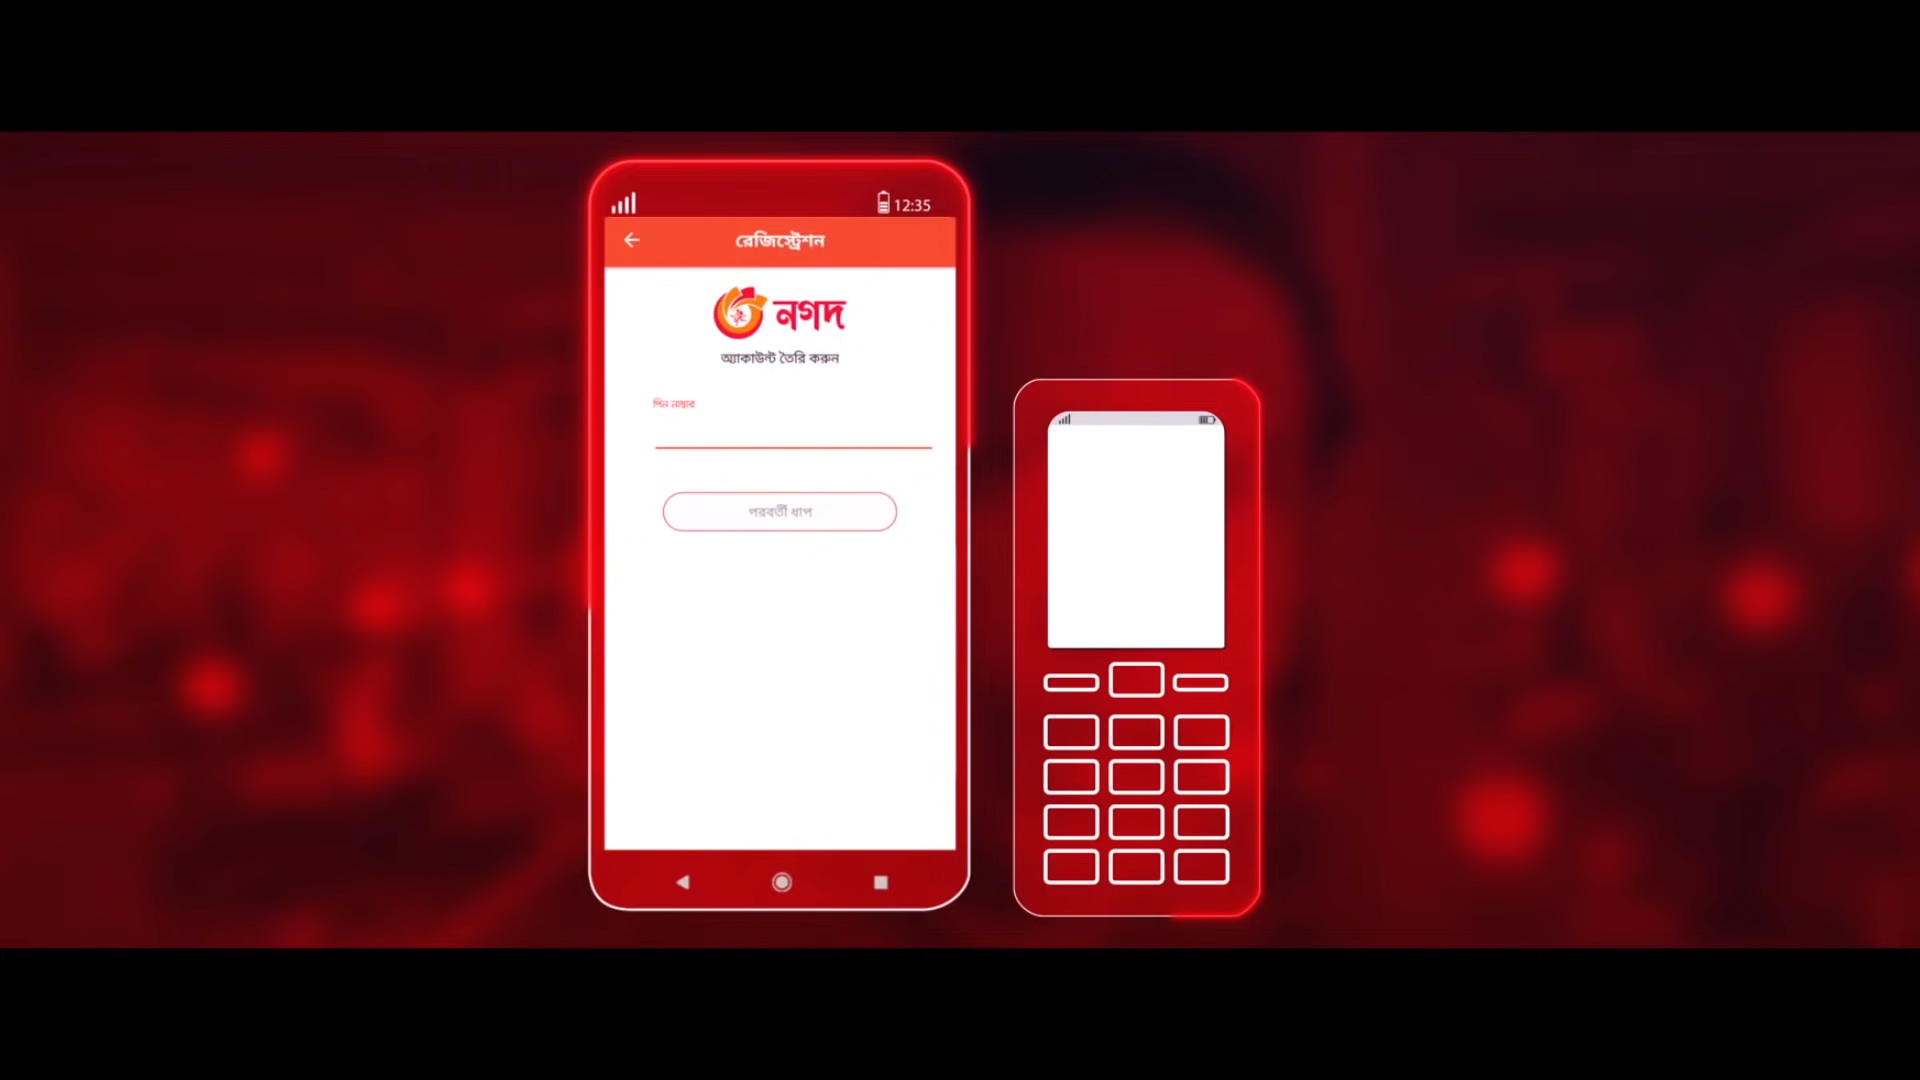 12:35
রেজিস্ট্রেশন
নগদ
অ্যাকাউন্ট তৈরি করুন
পিন নাম্বার
পরবর্তী ধাপ